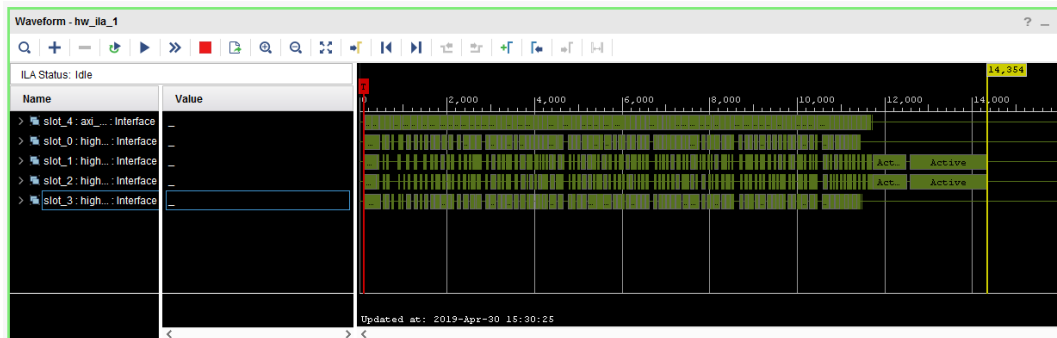 Waveform - hw_ila_1
ILA Status: Idle
Name Value
slot_4 : axi_... : Interface _
slot_0 : high... : Interface _
slot_1 : high... : Interface _
slot_2 : high... : Interface _
slot_3 : high... : Interface _
14,354
0 2,000 4,000 6,000 8,000 10,000 12,000 14,000
Act... Active
Act... Active
Updated at: 2019-Apr-30 15:30:25